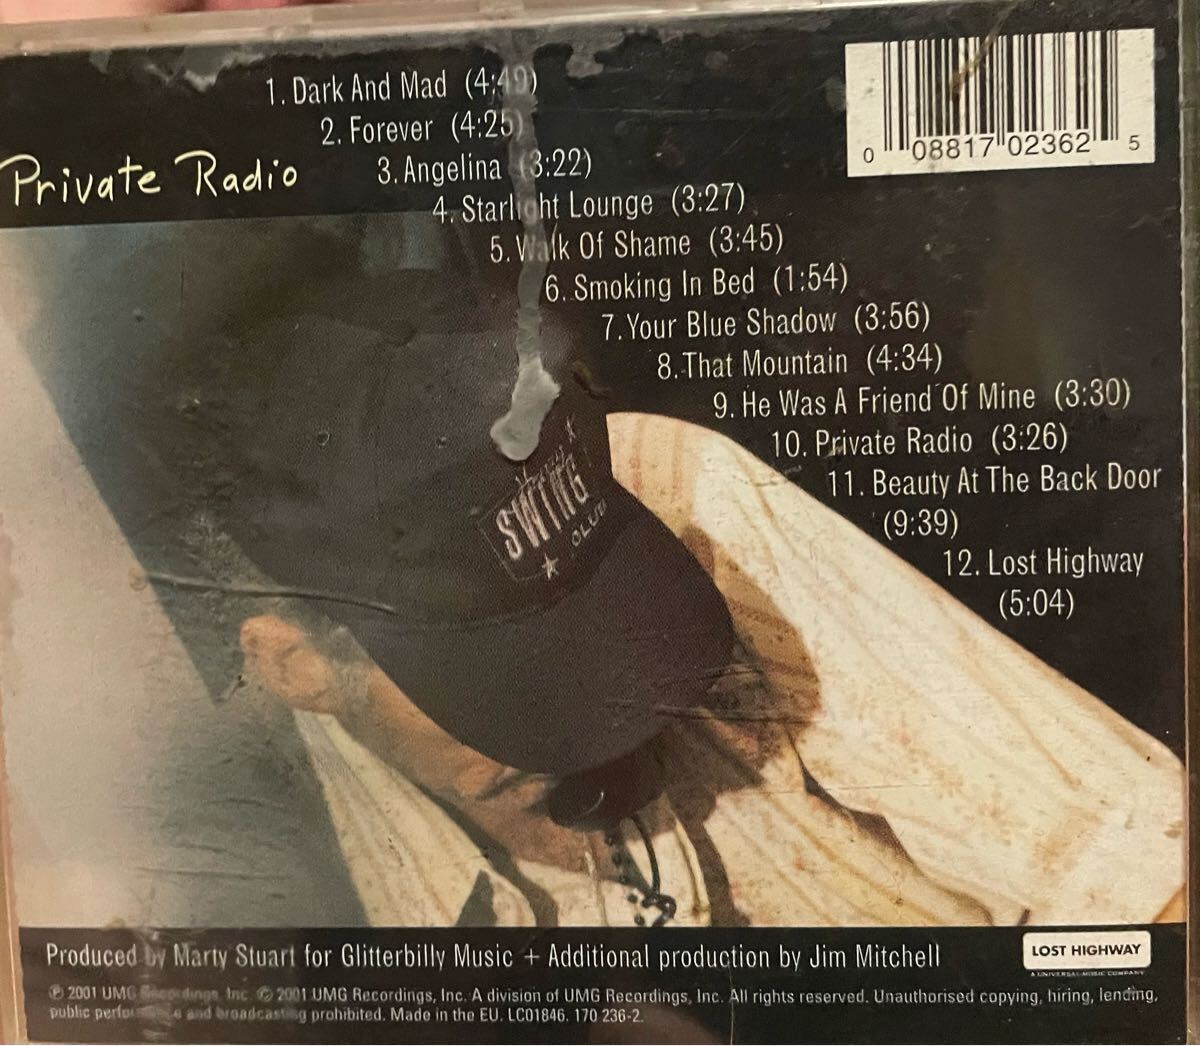 1. Dark And Mad (4:49)
2. Forever (4:25)
Private Radio
3. Angelina (3:22)
4. Starlight Lounge (3:27)
5. Walk Of Shame (3:45)
6. Smoking In Bed (1:54)
7. Your Blue Shadow (3:56)
8. That Mountain (4:34)
9. He Was A Friend Of Mine (3:30)
10. Private Radio (3:26)
11. Beauty At The Back Door
(9:39)
12. Lost Highway
(5:04)
0 08817 02362 5
SWING
CLUB
Produced by Marty Stuart for Glitterbilly Music + Additional production by Jim Mitchell
LOST HIGHWAY
A UNIVERSAL MUSIC COMPANY
℗ 2001 UMG Recordings, Inc. © 2001 UMG Recordings, Inc. A division of UMG Recordings, Inc. All rights reserved. Unauthorised copying, hiring, lending,
public performance and broadcasting prohibited. Made in the EU. LC01846. 170 236-2.